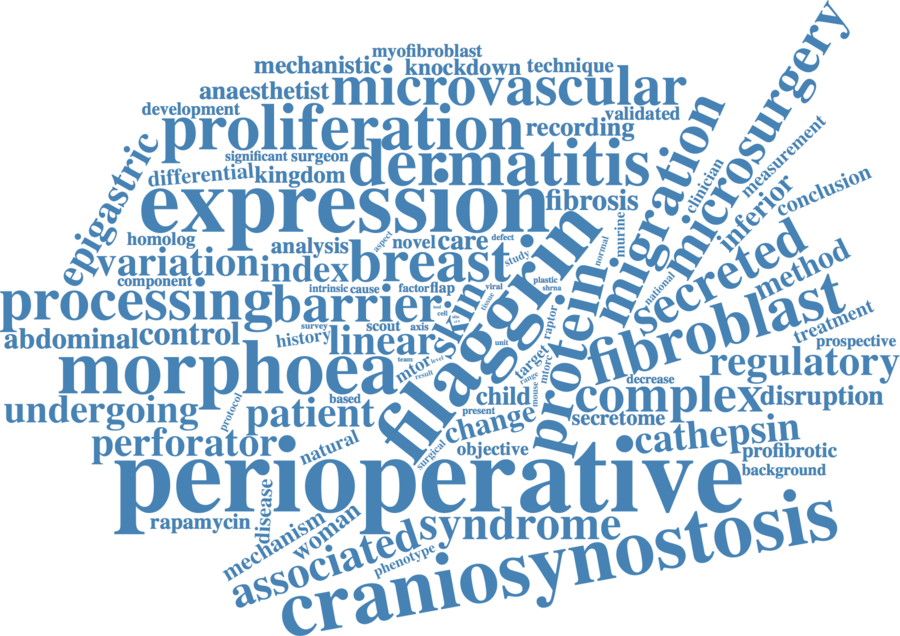 myofibroblast
mechanistic
knockdown
technique
anaesthetist
microvascular
development
validated
proliferation
recording
significant
surgeon
dermatitis
differential
kingdom
epigastric
expression
fibrosis
migration
microsurgery
clinician
measurement
inferior
conclusion
homolog
analysis
novel
care
aspect
defect
study
normal
murine
variation
index
breast
filaggrin
secreted
method
component
intrinsic
cause
factor
flap
viral
tissue
plastic
shrna
national
processing
barrier
cell
skin
protein
fibroblast
abdominal
control
history
survey
scout
axis
linear
unit
raptor
treatment
prospective
team
level
mtor
result
target
range
mtorc
mouse
morphoea
regulatory
decrease
undergoing
protocol
based
patient
child
present
change
complex
disruption
secretome
perforator
natural
surgical
objective
cathepsin
profibrotic
background
perioperative
rapamycin
disease
mechanism
woman
associated
syndrome
phenotype
craniosynostosis